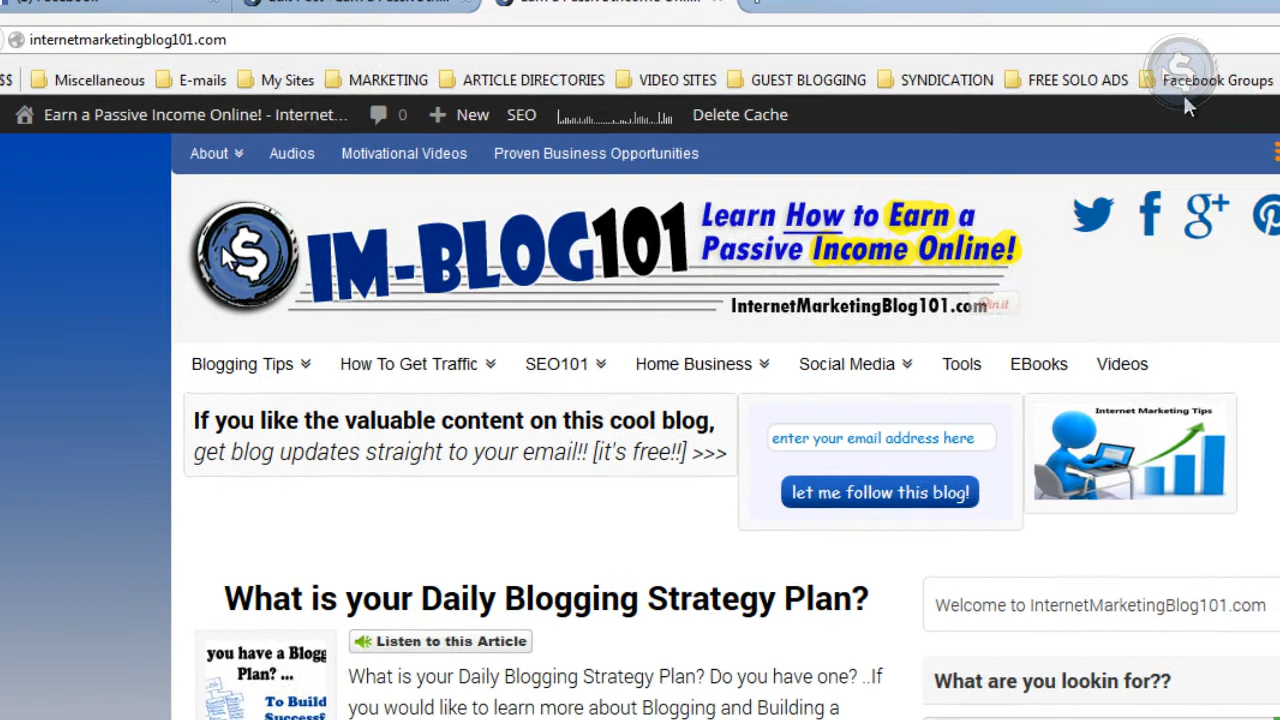 internetmarketingblog101.com
$$ Miscellaneous E-mails My Sites MARKETING ARTICLE DIRECTORIES VIDEO SITES GUEST BLOGGING SYNDICATION FREE SOLO ADS Facebook Groups
Earn a Passive Income Online! - Internet... 0 New SEO Delete Cache
About Audios Motivational Videos Proven Business Opportunities
IM-BLOG101
Learn How to Earn a
Passive Income Online!
InternetMarketingBlog101.com
Pin it
Blogging Tips How To Get Traffic SEO101 Home Business Social Media Tools EBooks Videos
If you like the valuable content on this cool blog,
get blog updates straight to your email!! [it's free!!] >>>
enter your email address here
let me follow this blog!
Internet Marketing Tips
What is your Daily Blogging Strategy Plan?
you have a Blogg
Plan? ...
To Build
Successf
Listen to this Article
What is your Daily Blogging Strategy Plan? Do you have one? ..If
you would like to learn more about Blogging and Building a
Welcome to InternetMarketingBlog101.com
What are you lookin for??